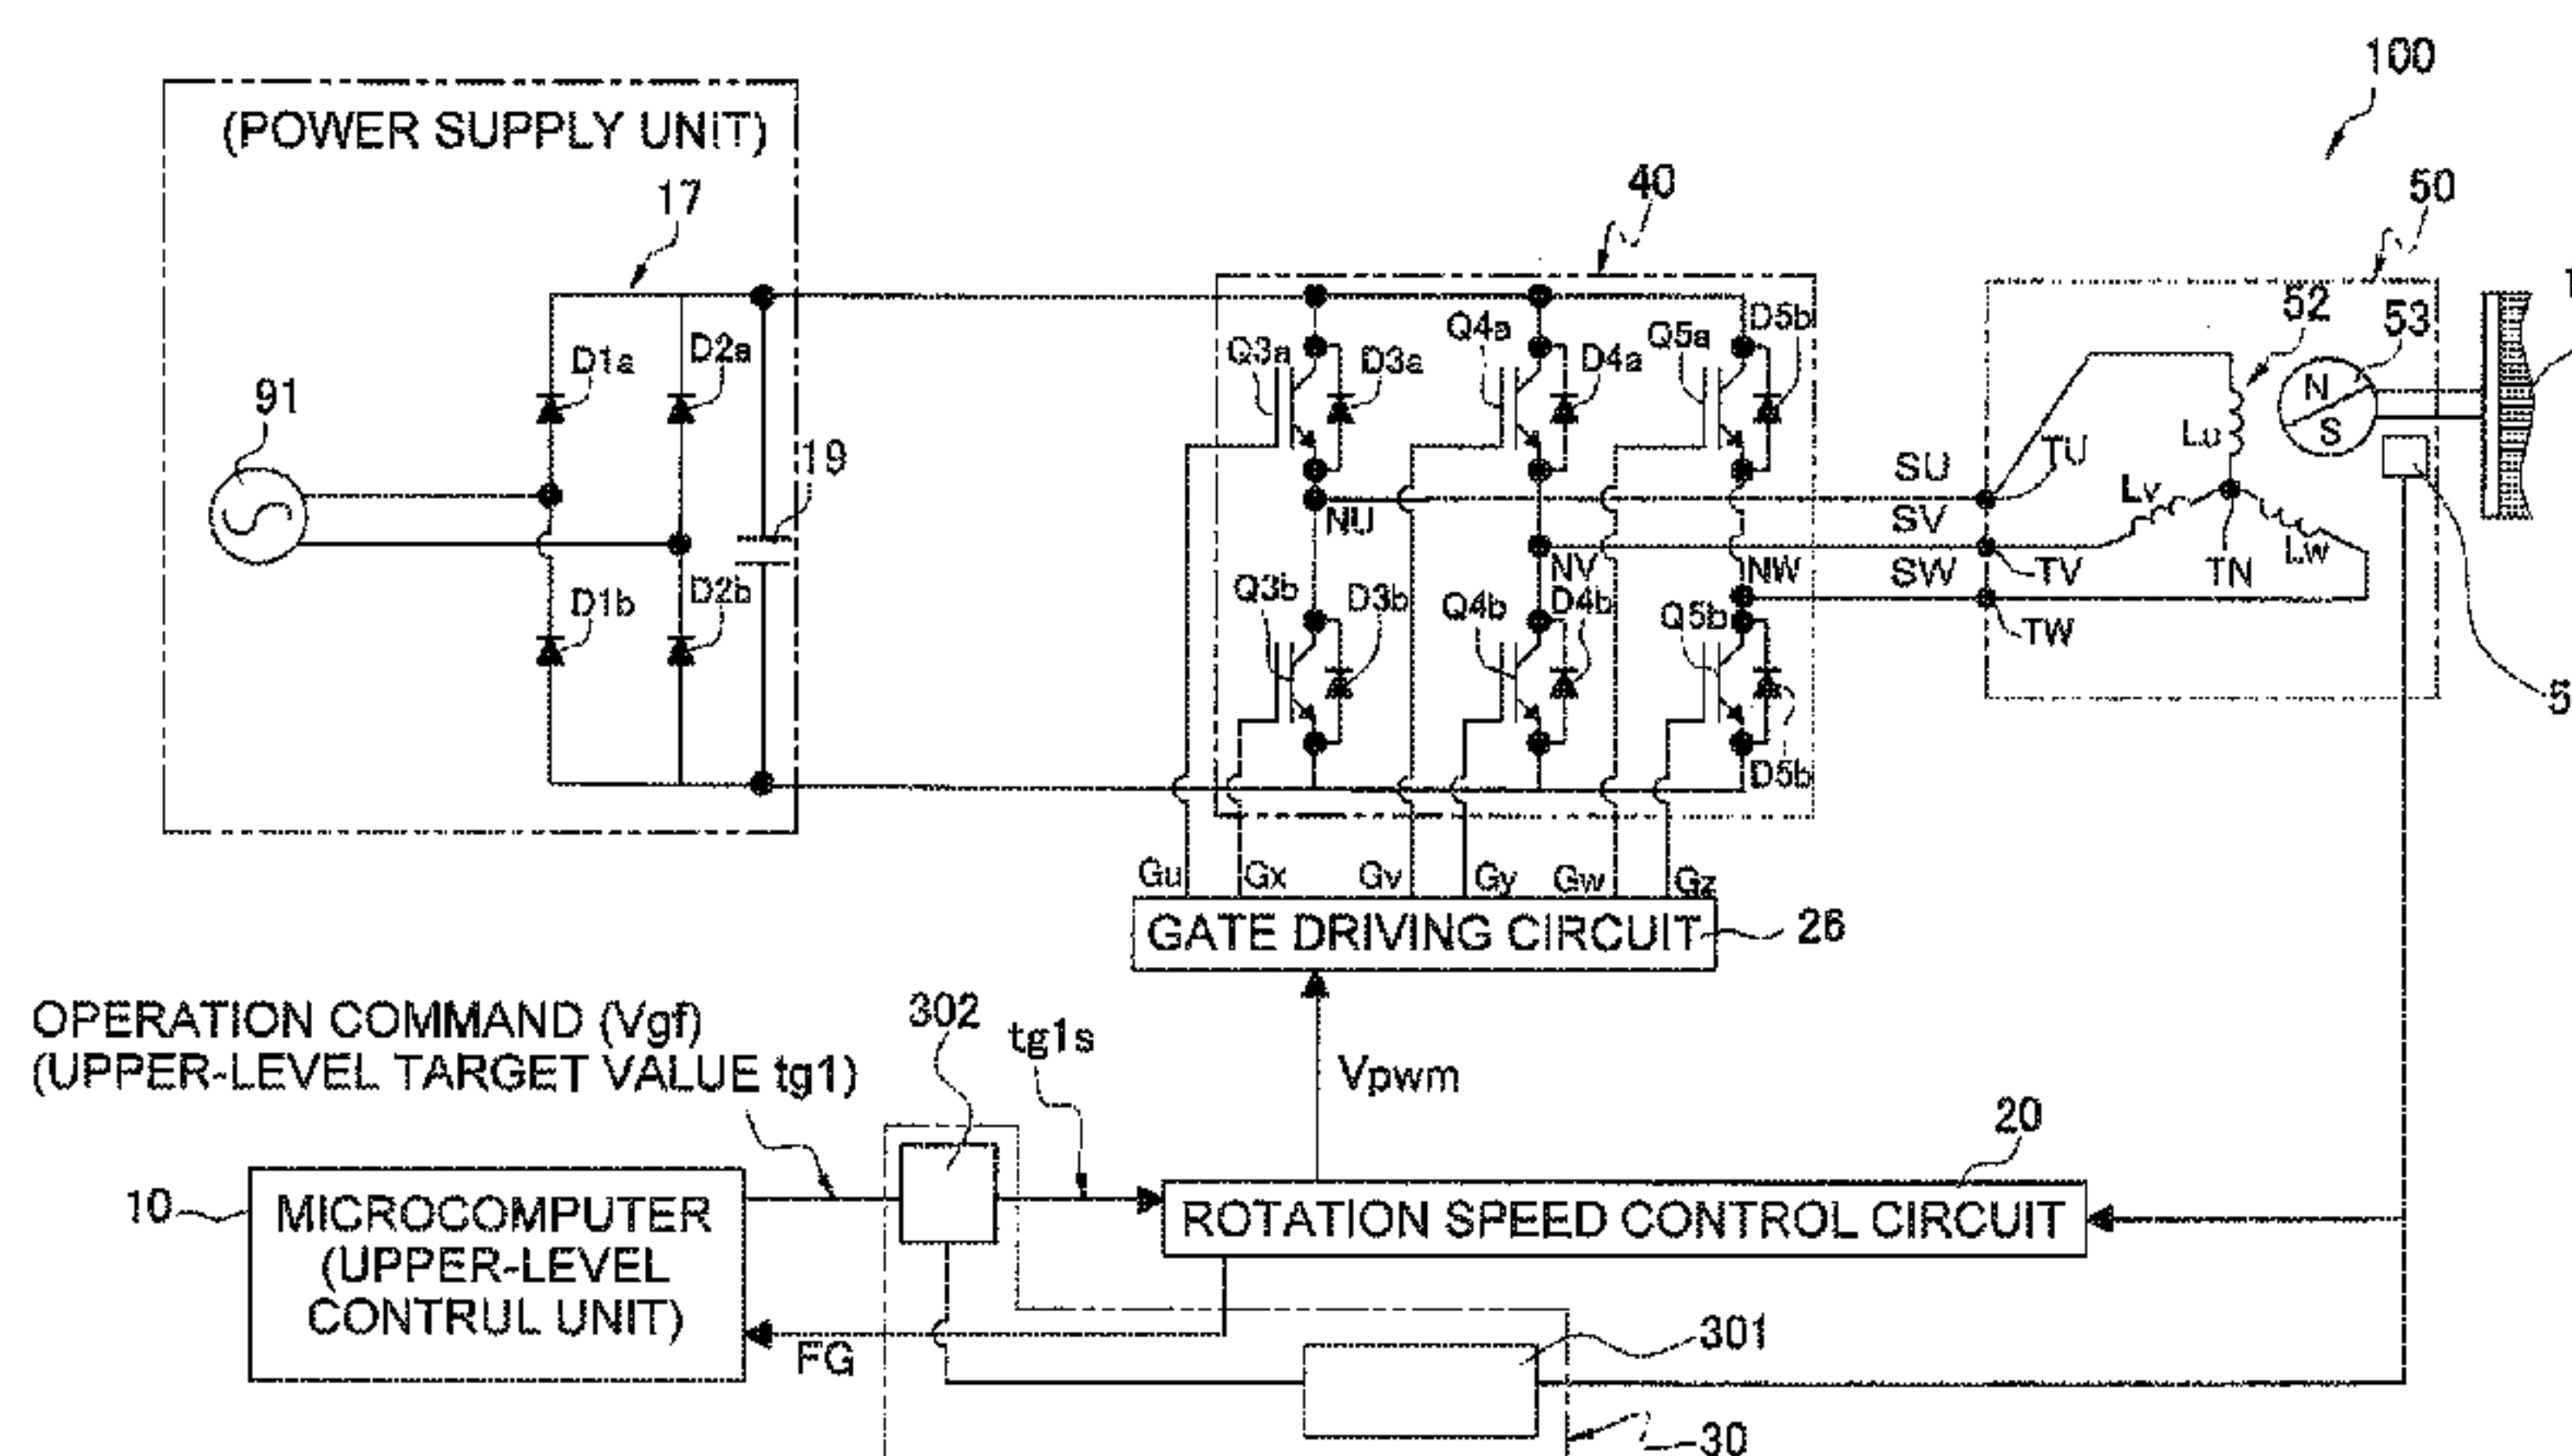 100
(POWER SUPPLY UNIT)
17
40
50
52
53
N
S
D1a
D2a
91
19
D1b
D2b
Q3a
D3a
Q4a
D4a
Q5a
D5b
NU
NV
NW
Q3b
D3b
Q4b
D4b
Q5b
D5b
SU
SV
SW
TU
TV
TW
TN
Lu
Lv
Lw
Gu
Gx
Gv
Gy
Gw
Gz
GATE DRIVING CIRCUIT
26
OPERATION COMMAND (Vgf)
(UPPER-LEVEL TARGET VALUE tg1)
302
tg1s
Vpwm
20
10
MICROCOMPUTER
(UPPER-LEVEL
CONTRUL UNIT)
ROTATION SPEED CONTROL CIRCUIT
FG
301
30